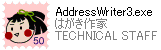 50
AddressWriter3.exe
はがき作家
TECHNICAL STAFF